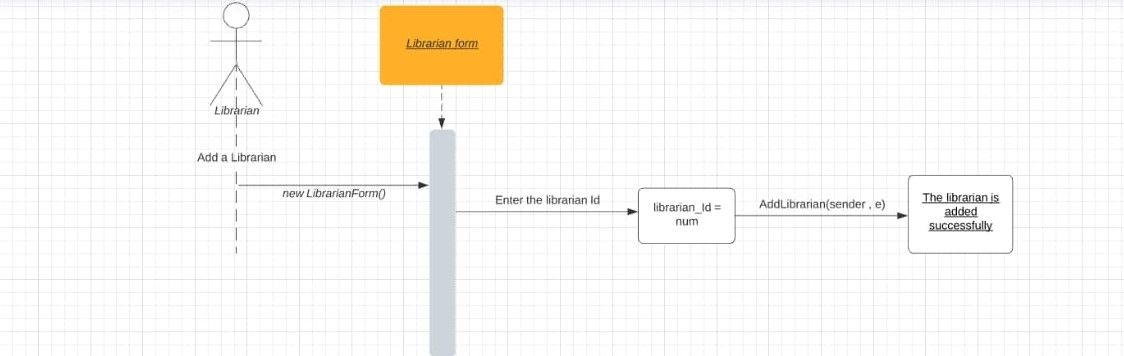 Librarian form
Librarian
Add a Librarian
new LibrarianForm()
Enter the librarian Id
librarian_Id =
num
AddLibrarian(sender , e)
The librarian is
added
successfully